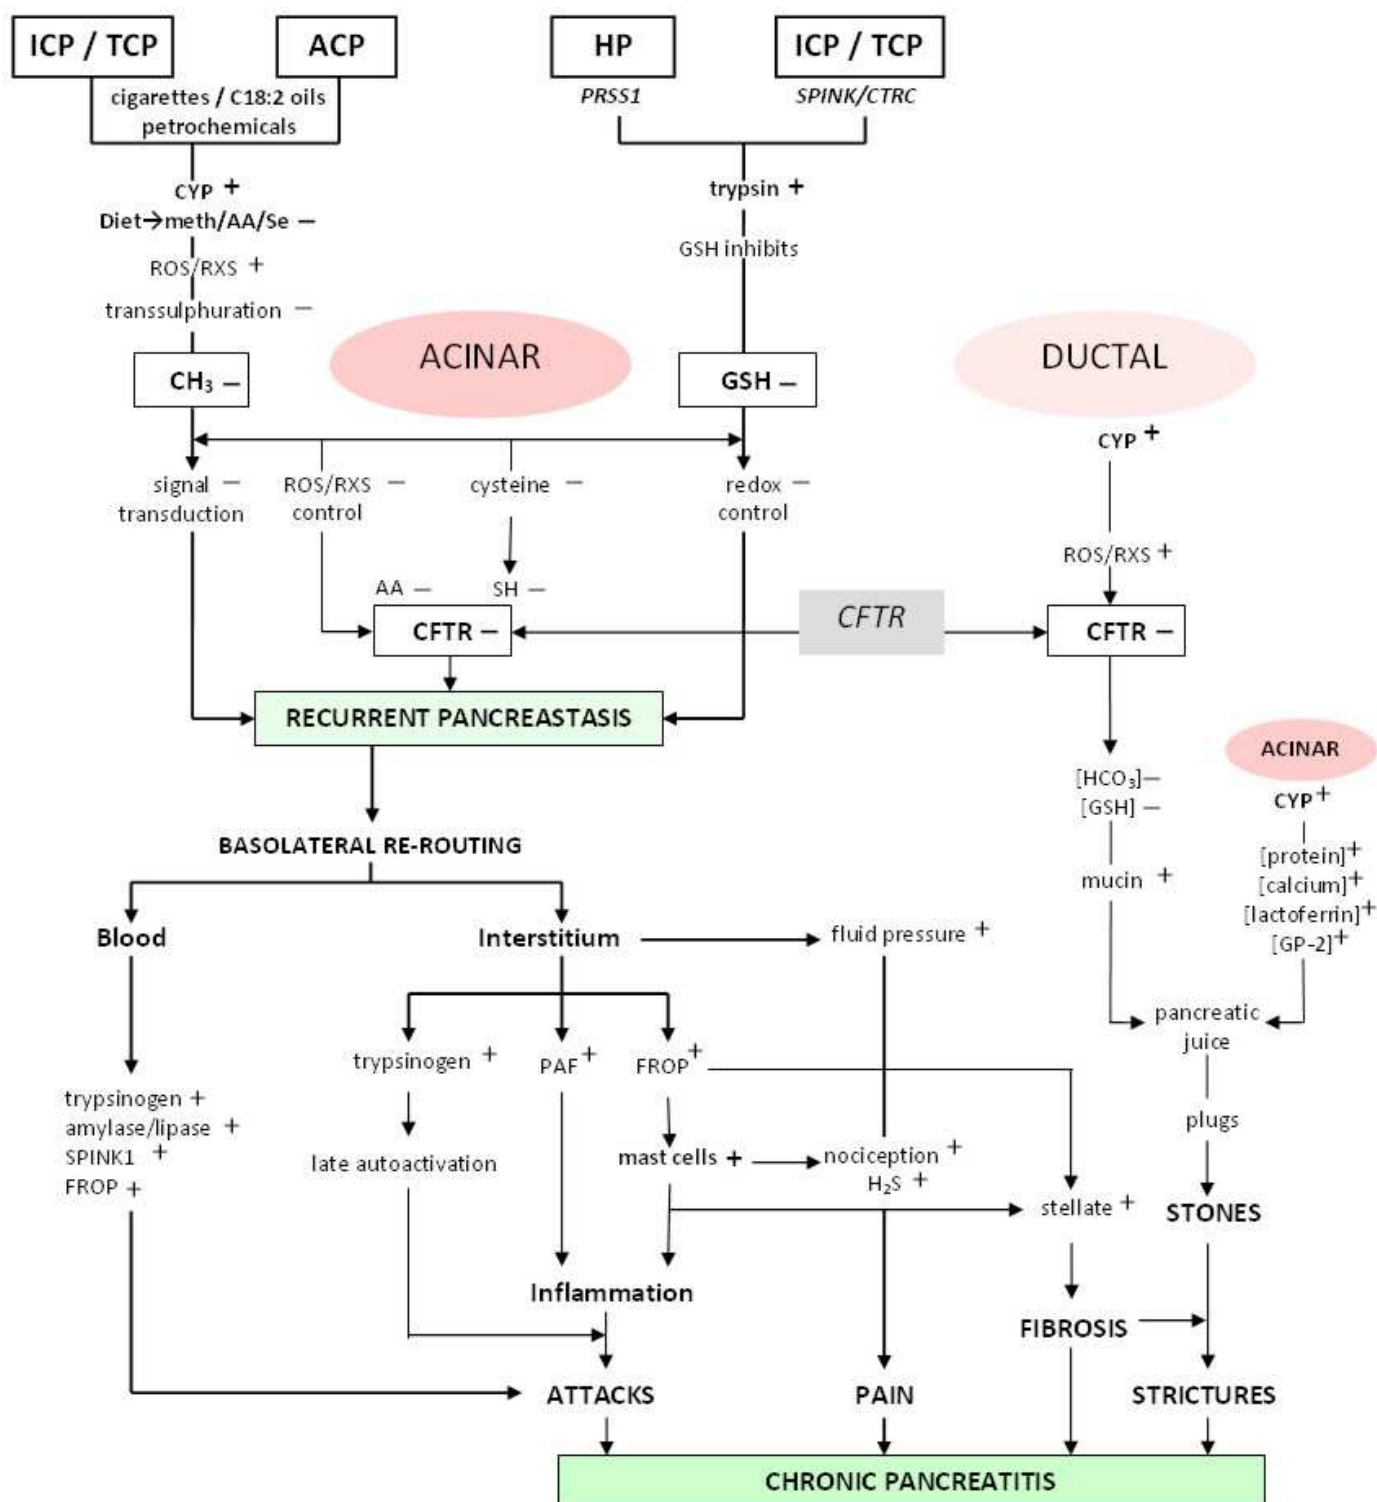 ICP / TCP
ACP
HP
ICP / TCP
cigarettes / C18:2 oils
petrochemicals
PRSS1
SPINK/CTRC
CYP +
Diet→meth/AA/Se –
ROS/RXS +
transsulphuration –
trypsin +
GSH inhibits
CH₃ –
ACINAR
GSH –
DUCTAL
CYP +
signal –
transduction
ROS/RXS –
control
cysteine –
redox –
control
ROS/RXS +
AA –
SH –
CFTR –
CFTR
CFTR –
RECURRENT PANCREASTASIS
ACINAR
CYP +
[HCO₃] –
[GSH] –
mucin +
[protein]+
[calcium]+
[lactoferrin]+
[GP-2]+
BASOLATERAL RE-ROUTING
Blood
Interstitium
fluid pressure +
pancreatic
juice
trypsinogen +
PAF +
FROP +
trypsinogen +
amylase/lipase +
SPINK1 +
FROP +
plugs
late autoactivation
mast cells +
nociception +
H₂S +
stellate +
STONES
Inflammation
FIBROSIS
ATTACKS
PAIN
STRICTURES
CHRONIC PANCREATITIS